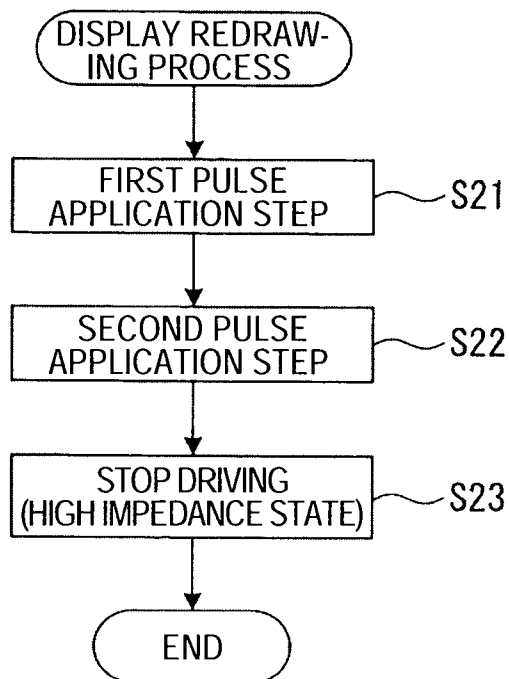 DISPLAY REDRAW-
ING PROCESS
FIRST PULSE
APPLICATION STEP
S21
SECOND PULSE
APPLICATION STEP
S22
STOP DRIVING
(HIGH IMPEDANCE STATE)
S23
END